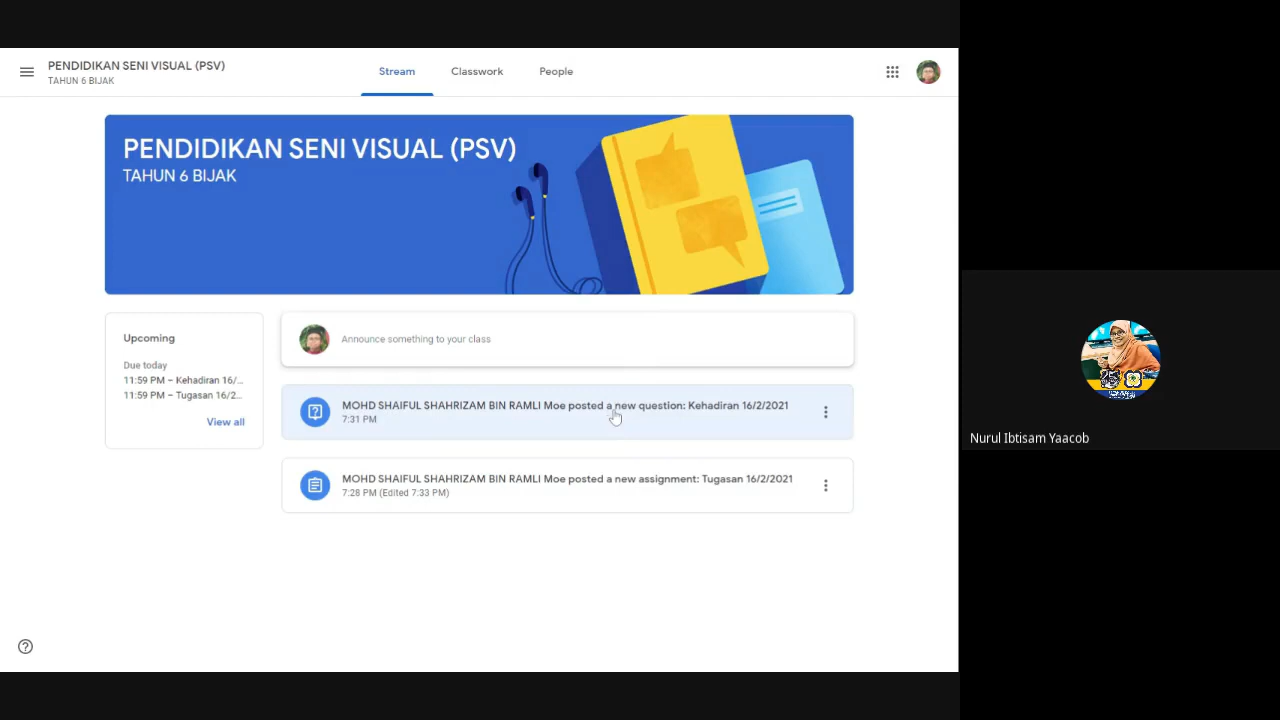 PENDIDIKAN SENI VISUAL (PSV)
TAHUN 6 BIJAK
Stream
Classwork
People
PENDIDIKAN SENI VISUAL (PSV)
TAHUN 6 BIJAK
Upcoming
Due today
11:59 PM – Kehadiran 16/...
11:59 PM – Tugasan 16/2...
View all
Announce something to your class
MOHD SHAIFUL SHAHRIZAM BIN RAMLI Moe posted a new question: Kehadiran 16/2/2021
7:31 PM
MOHD SHAIFUL SHAHRIZAM BIN RAMLI Moe posted a new assignment: Tugasan 16/2/2021
7:28 PM (Edited 7:33 PM)
Nurul Ibtisam Yaacob